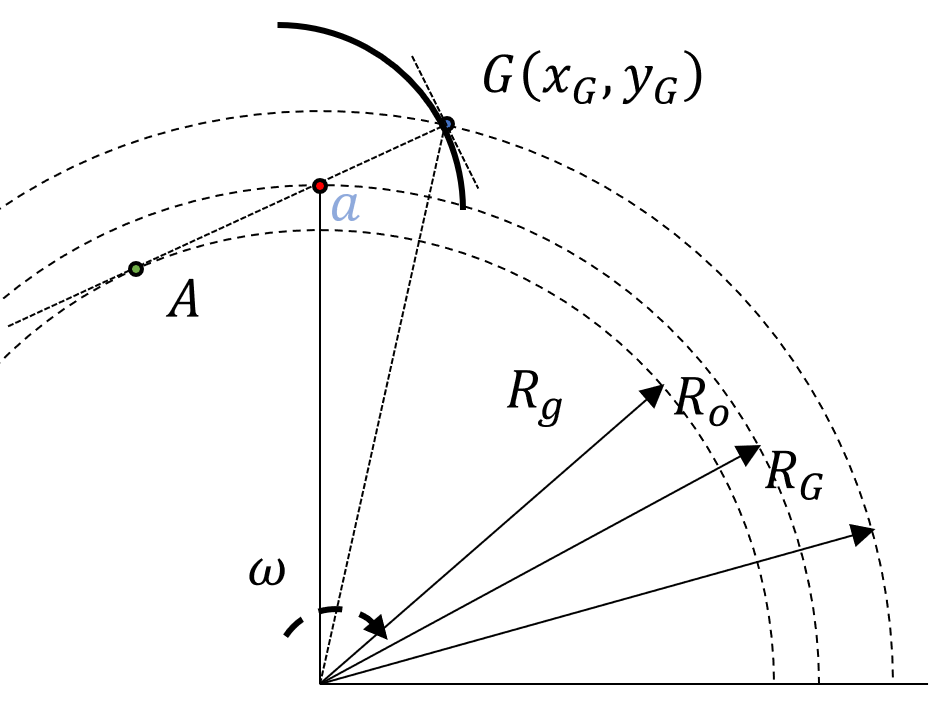 G(x_G, y_G)
a
A
R_g
R_o
R_G
ω